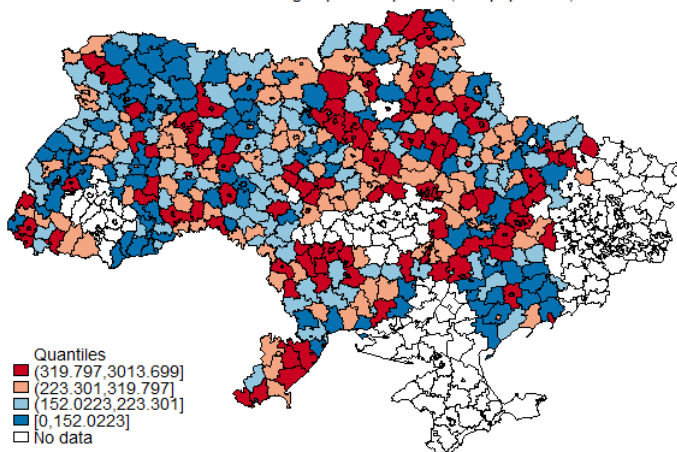 Quantiles
(319.797,3013.699]
(223.301,319.797]
(152.0223,223.301]
[0,152.0223]
No data